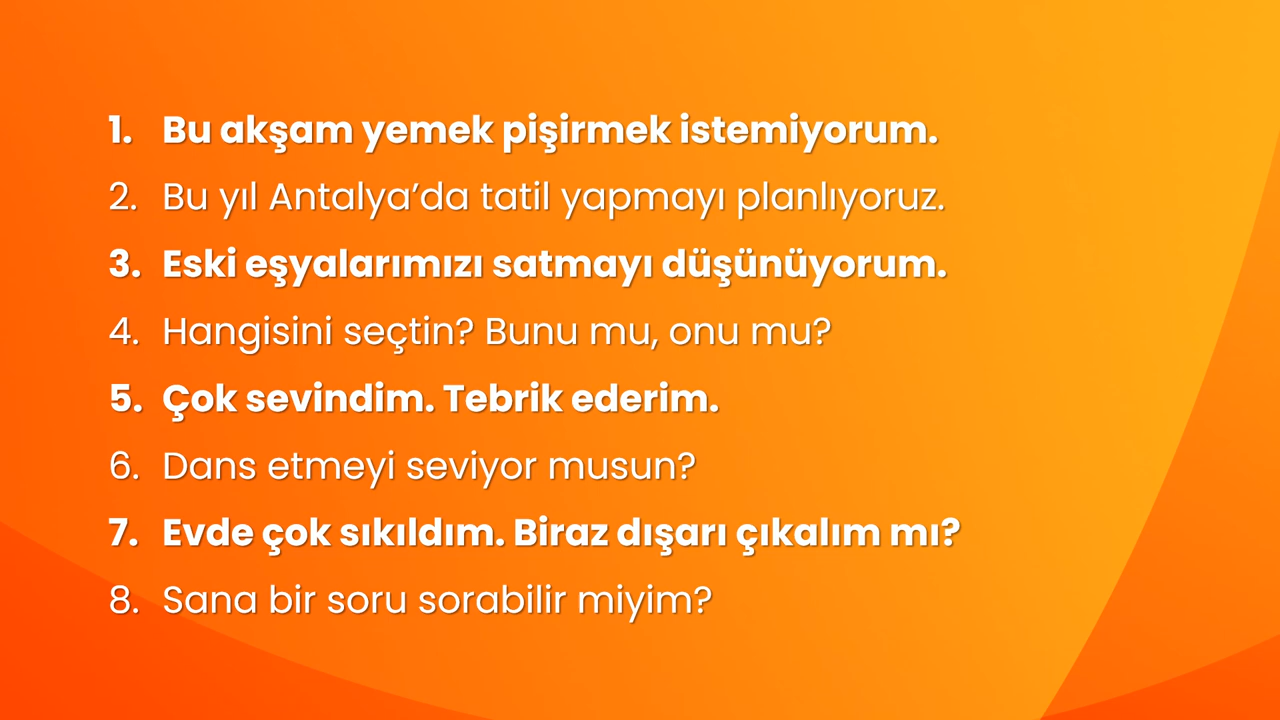 1. Bu akşam yemek pişirmek istemiyorum.
2. Bu yıl Antalya’da tatil yapmayı planlıyoruz.
3. Eski eşyalarımızı satmayı düşünüyorum.
4. Hangisini seçtin? Bunu mu, onu mu?
5. Çok sevindim. Tebrik ederim.
6. Dans etmeyi seviyor musun?
7. Evde çok sıkıldım. Biraz dışarı çıkalım mı?
8. Sana bir soru sorabilir miyim?